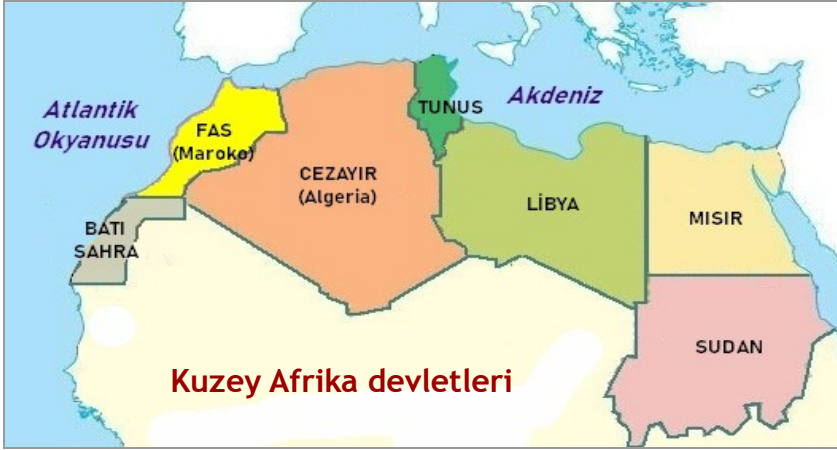 Atlantik
Okyanusu
Akdeniz
FAS
(Maroko)
TUNUS
CEZAYIR
(Algeria)
LİBYA
MISIR
BATI
SAHRA
SUDAN
Kuzey Afrika devletleri